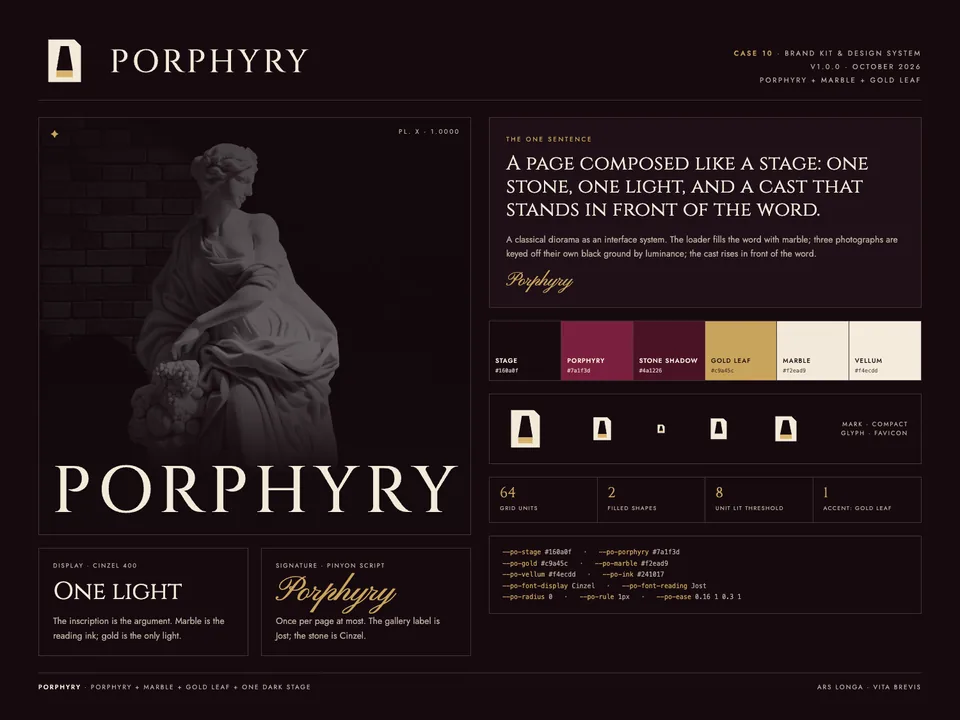 PORPHYRY
CASE 10 · BRAND KIT & DESIGN SYSTEM
V1.0.0 · OCTOBER 2026
PORPHYRY + MARBLE + GOLD LEAF
PL. X · 1.0000
PORPHYRY
DISPLAY · CINZEL 400
One light
The inscription is the argument. Marble is the
reading ink; gold is the only light.
SIGNATURE · PINYON SCRIPT
Porphyry
Once per page at most. The gallery label is
Jost; the stone is Cinzel.
THE ONE SENTENCE
A page composed like a stage: one
stone, one light, and a cast that
stands in front of the word.
A classical diorama as an interface system. The loader fills the word with marble; three photographs are
keyed off their own black ground by luminance; the cast rises in front of the word.
Porphyry
STAGE
#160a0f
PORPHYRY
#7a1f3d
STONE SHADOW
#4a1226
GOLD LEAF
#c9a45c
MARBLE
#f2ead9
VELLUM
#f4ecdd
MARK · COMPACT
GLYPH · FAVICON
64
GRID UNITS
2
FILLED SHAPES
8
UNIT LIT THRESHOLD
1
ACCENT: GOLD LEAF
--po-stage #160a0f · --po-porphyry #7a1f3d
--po-gold #c9a45c · --po-marble #f2ead9
--po-vellum #f4ecdd · --po-ink #241017
--po-font-display Cinzel · --po-font-reading Jost
--po-radius 0 · --po-rule 1px · --po-ease 0.16 1 0.3 1
PORPHYRY · PORPHYRY + MARBLE + GOLD LEAF + ONE DARK STAGE
ARS LONGA · VITA BREVIS